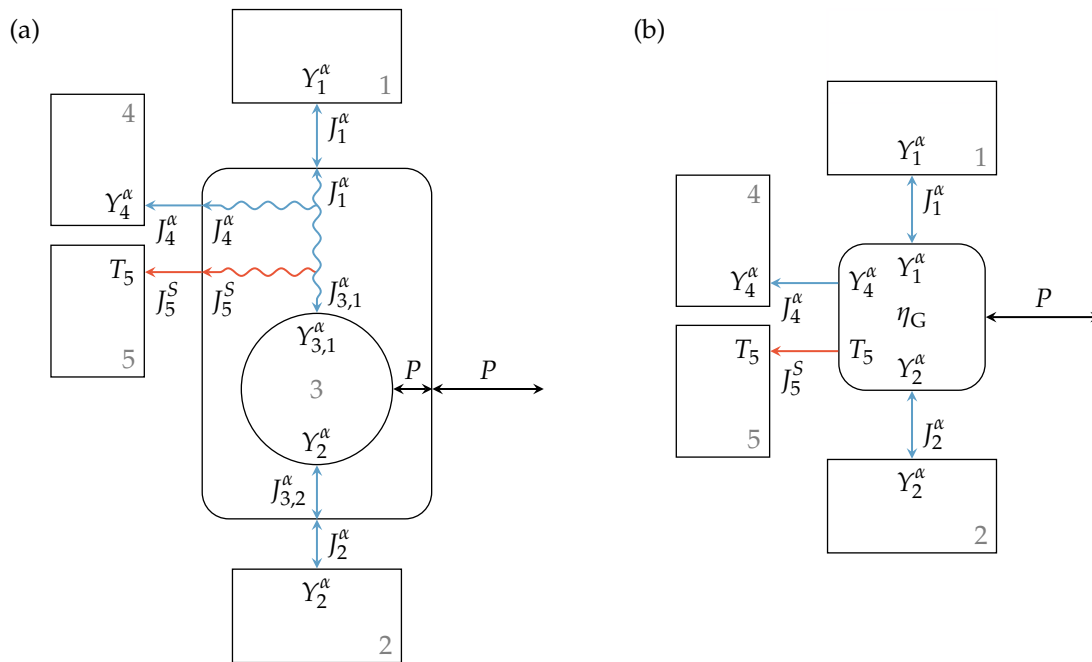 (a)
Y_1^α 1
J_1^α
4
Y_4^α
J_4^α J_4^α
J_1^α
T_5
J_5^S J_5^S
5
J_{3,1}^α
Y_{3,1}^α
3
P P
Y_2^α
J_{3,2}^α
J_2^α
Y_2^α
2
(b)
Y_1^α 1
J_1^α
4
Y_4^α Y_4^α
J_4^α
Y_1^α
η_G
P
T_5 T_5
J_5^S
Y_2^α
5
J_2^α
Y_2^α
2